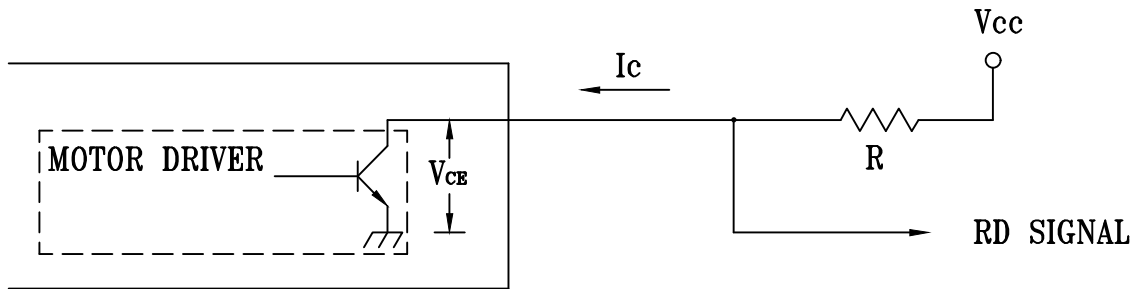 Vcc
Ic
MOTOR DRIVER
VCE
R
RD SIGNAL